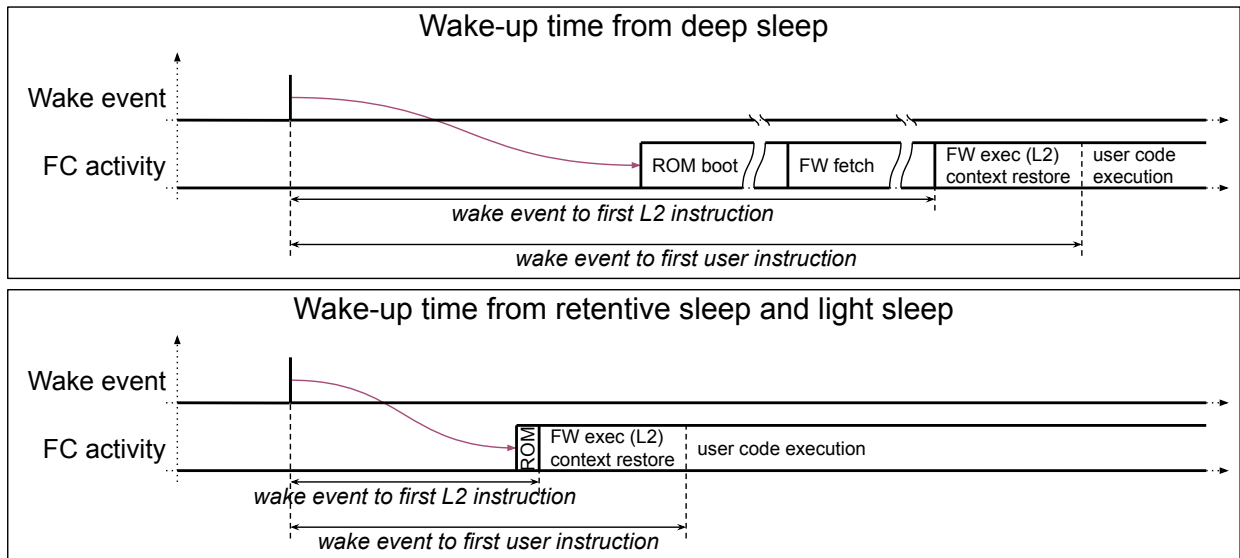 Wake-up time from deep sleep
Wake event
FC activity
ROM boot
FW fetch
FW exec (L2)
context restore
user code
execution
wake event to first L2 instruction
wake event to first user instruction
Wake-up time from retentive sleep and light sleep
Wake event
FC activity
ROM
FW exec (L2)
context restore
user code execution
wake event to first L2 instruction
wake event to first user instruction